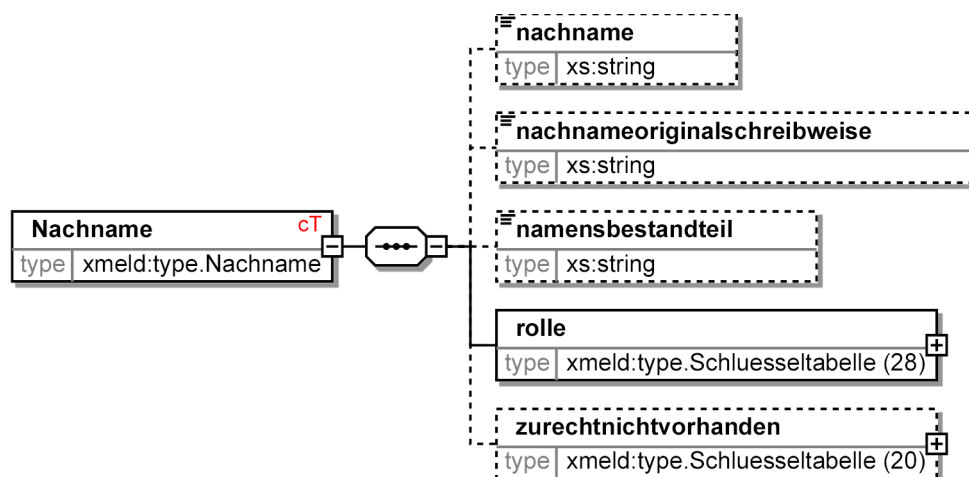 nachname
type xs:string
nachnameoriginalschreibweise
type xs:string
Nachname cT
type xmeld:type.Nachname
namensbestandteil
type xs:string
rolle
type xmeld:type.Schluesseltabelle (28)
zurechtnichtvorhanden
type xmeld:type.Schluesseltabelle (20)